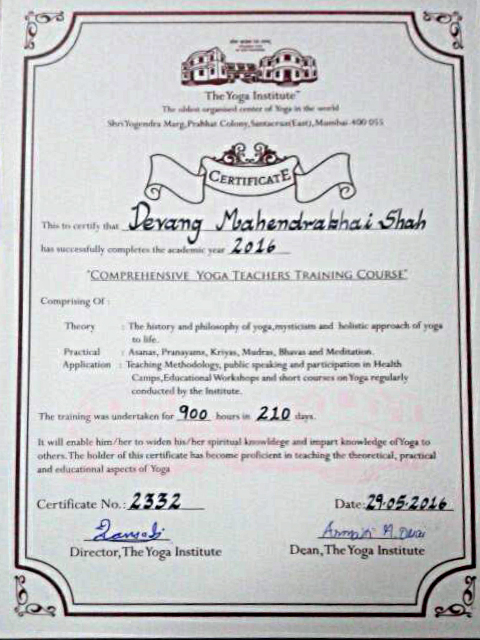 The Yoga Institute™
The oldest organised center of Yoga in the world
Shri Yogendra Marg, Prabhat Colony, Santacruz(East), Mumbai 400 055
CERTIFICATE
This to certify that Devang Mahendrabhai Shah
has successfully completes the academic year 2016
"COMPREHENSIVE YOGA TEACHERS TRAINING COURSE"
Comprising Of :
Theory : The history and philosophy of yoga,mysticism and holistic approach of yoga
to life.
Practical : Asanas, Pranayama, Kriyas, Mudras, Bhavas and Meditation.
Application : Teaching Methodology, public speaking and participation in Health
Camps,Educational Workshops and short courses on Yoga regularly
conducted by the Institute.
The training was undertaken for 900 hours in 210 days.
It will enable him/her to widen his/her spiritual knowledege and impart knowledge of Yoga to
others.The holder of this certificate has become proficient in teaching the theoretical, practical
and educational aspects of Yoga
Certificate No.: 2332 Date: 29.05.2016
Director,The Yoga Institute Dean,The Yoga Institute